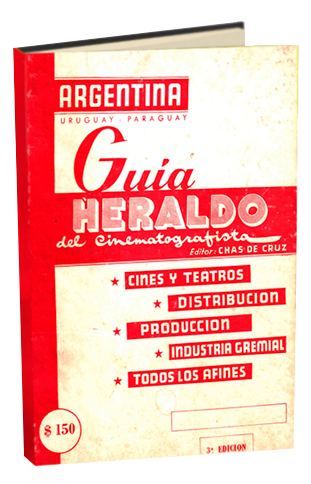 ARGENTINA
URUGUAY - PARAGUAY
Guía
HERALDO
del Cinematografista
Editor: CHAS DE CRUZ
★ CINES Y TEATROS
★ DISTRIBUCION
★ PRODUCCION
★ INDUSTRIA GREMIAL
★ TODOS LOS AFINES
$ 150
3ª EDICION